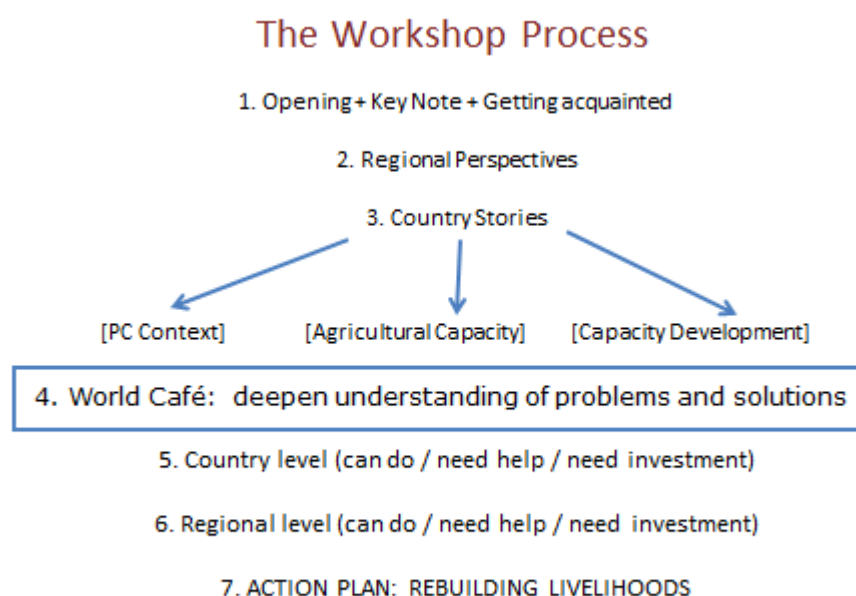 The Workshop Process
1. Opening + Key Note + Getting acquainted
2. Regional Perspectives
3. Country Stories
[PC Context] [Agricultural Capacity] [Capacity Development]
4. World Café: deepen understanding of problems and solutions
5. Country level (can do / need help / need investment)
6. Regional level (can do / need help / need investment)
7. ACTION PLAN: REBUILDING LIVELIHOODS